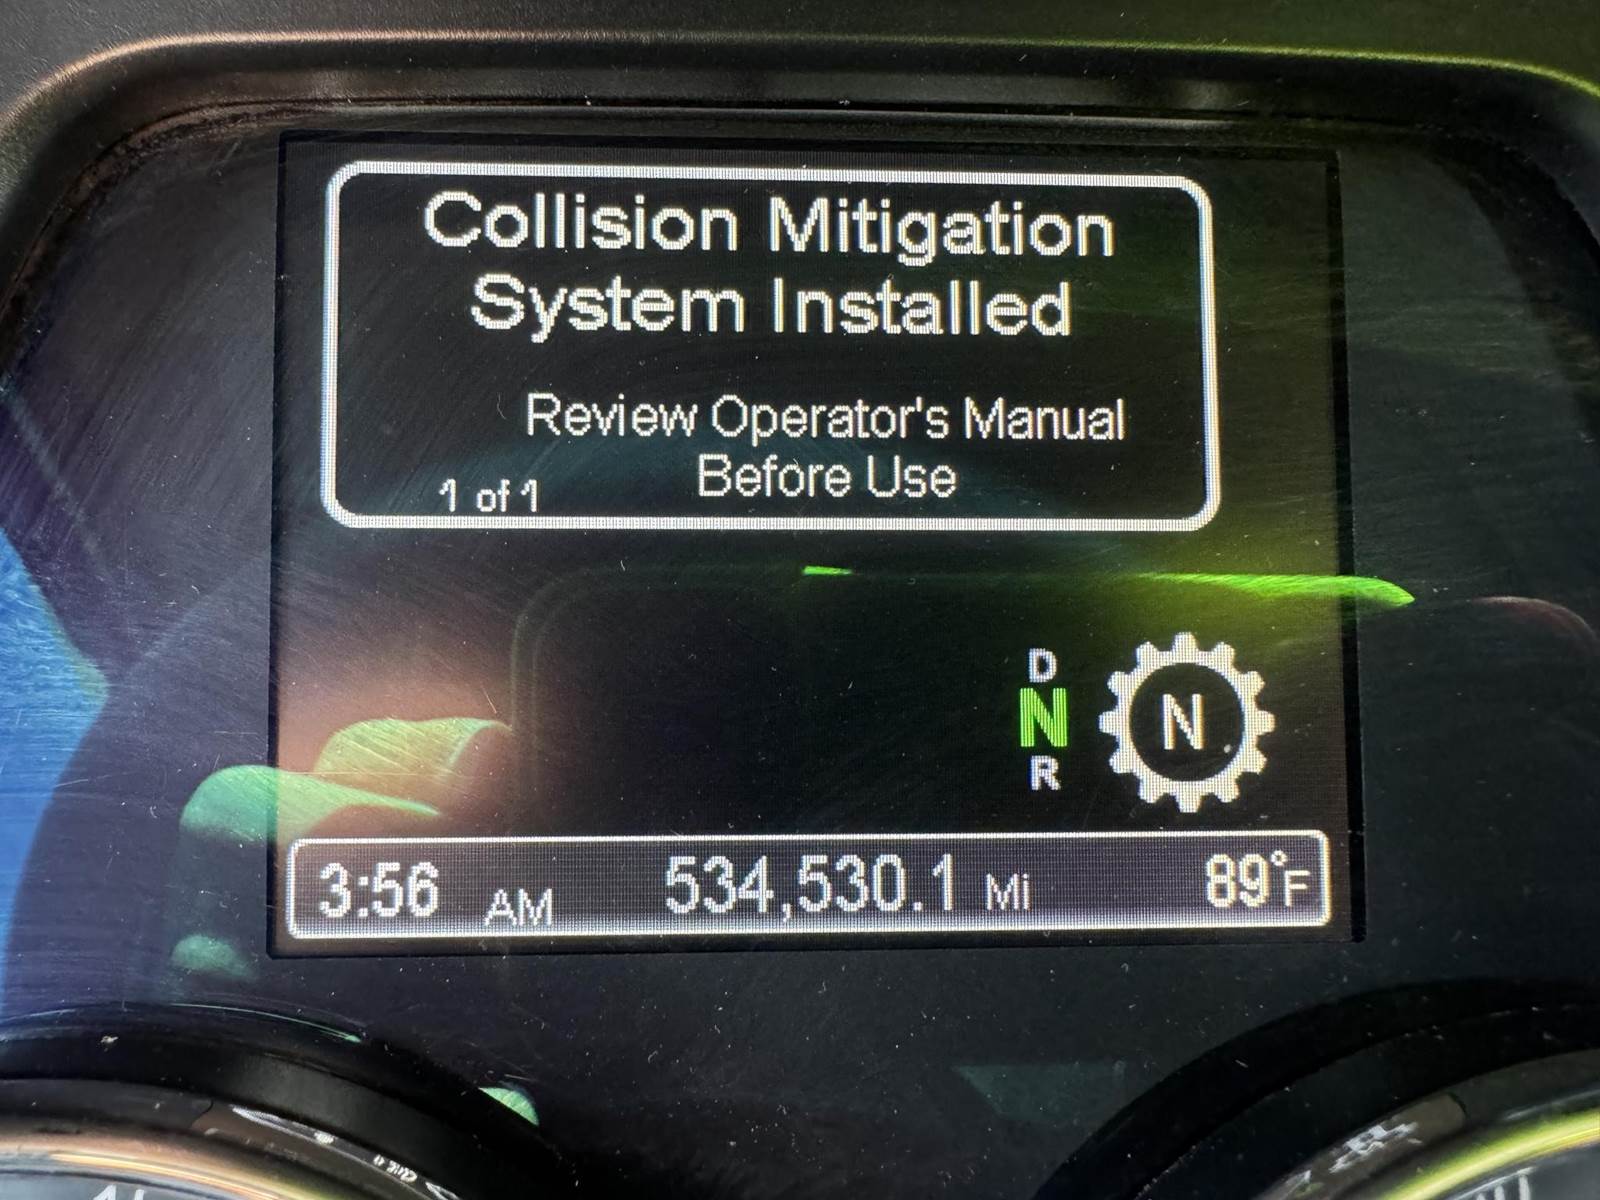 Collision Mitigation
System Installed
Review Operator's Manual
Before Use
1 of 1
D
N
R
N
3:56 AM 534,530.1 Mi 89°F